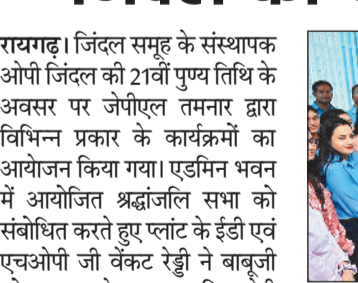 रायगढ़। जिंदल समूह के संस्थापक
ओपी जिंदल की 21वीं पुण्य तिथि के
अवसर पर जेपीएल तमनार द्वारा
विभिन्न प्रकार के कार्यक्रमों का
आयोजन किया गया। एडमिन भवन
में आयोजित श्रद्धांजलि सभा को
संबोधित करते हुए प्लांट के ईडी एवं
एचओपी जी वेंकट रेड्डी ने बाबूजी